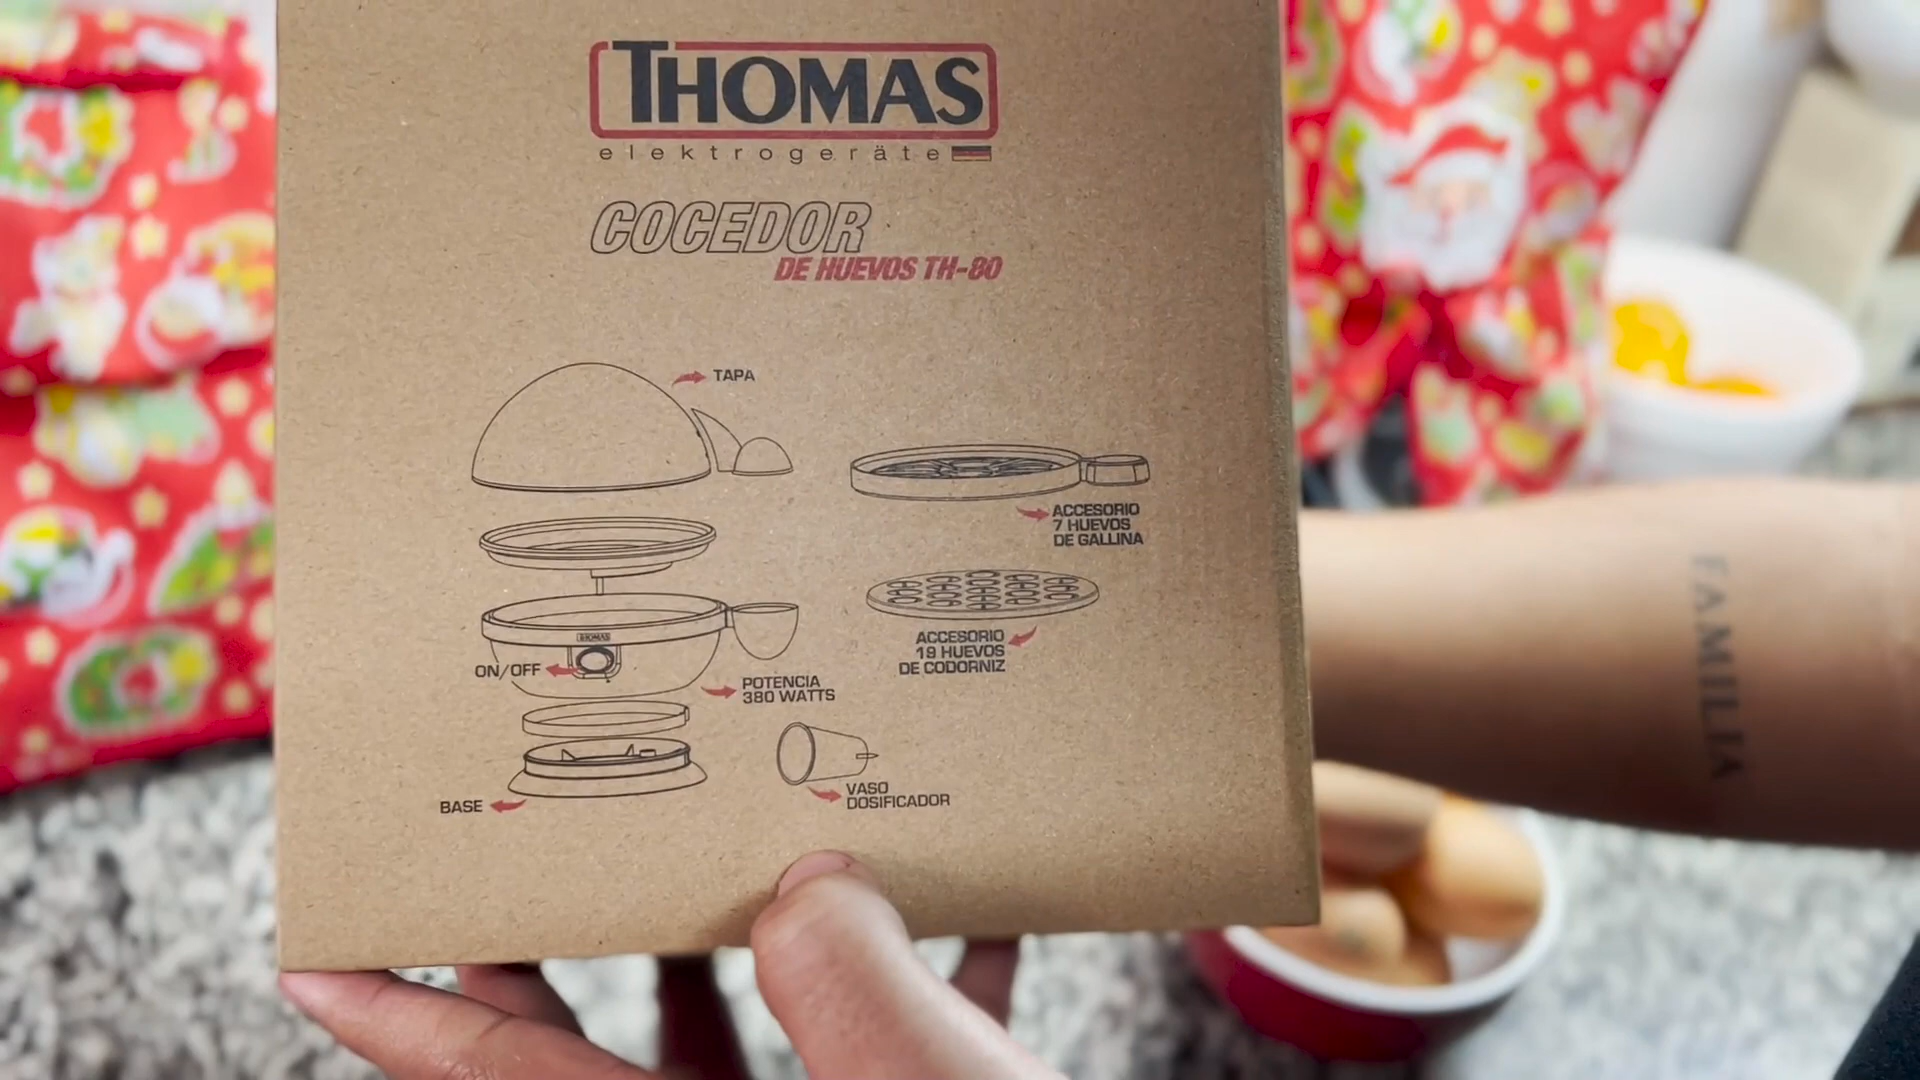 THOMAS
elektrogeräte
COCEDOR
DE HUEVOS TH-80
TAPA
ACCESORIO
7 HUEVOS
DE GALLINA
ACCESORIO
19 HUEVOS
DE CODORNIZ
THOMAS
ON/OFF
POTENCIA
380 WATTS
BASE
VASO
DOSIFICADOR
FAMILIA